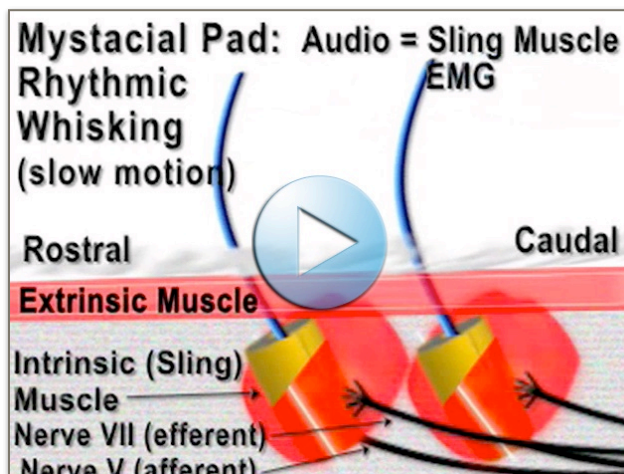 Mystacial Pad: Audio = Sling Muscle
EMG
Rhythmic
Whisking
(slow motion)
Rostral
Caudal
Extrinsic Muscle
Intrinsic (Sling)
Muscle
Nerve VII (efferent)
Nerve V (afferent)